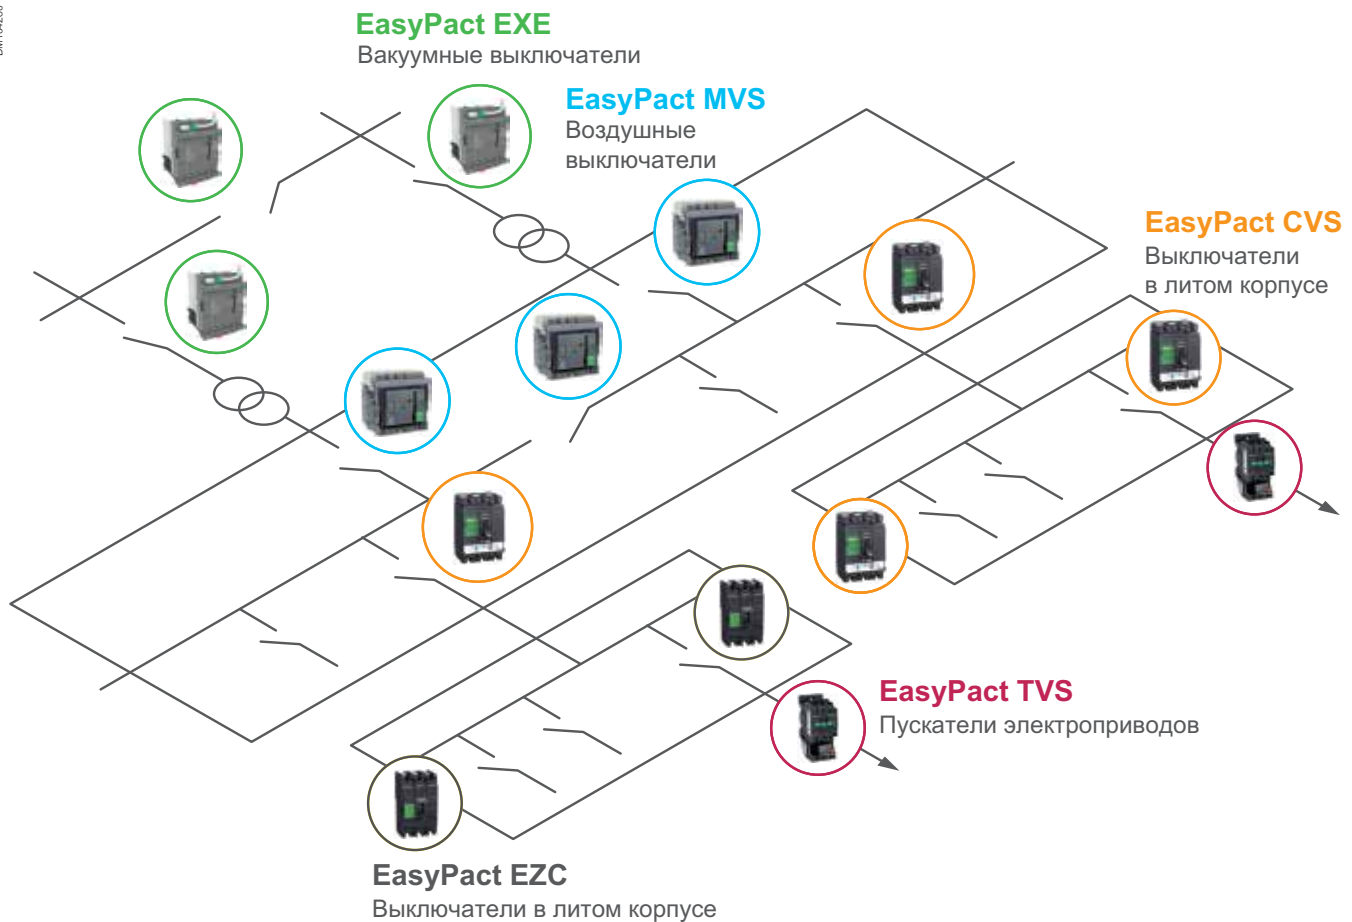 EasyPact EXE
Вакуумные выключатели
EasyPact MVS
Воздушные
выключатели
EasyPact CVS
Выключатели
в литом корпусе
EasyPact TVS
Пускатели электроприводов
EasyPact EZC
Выключатели в литом корпусе